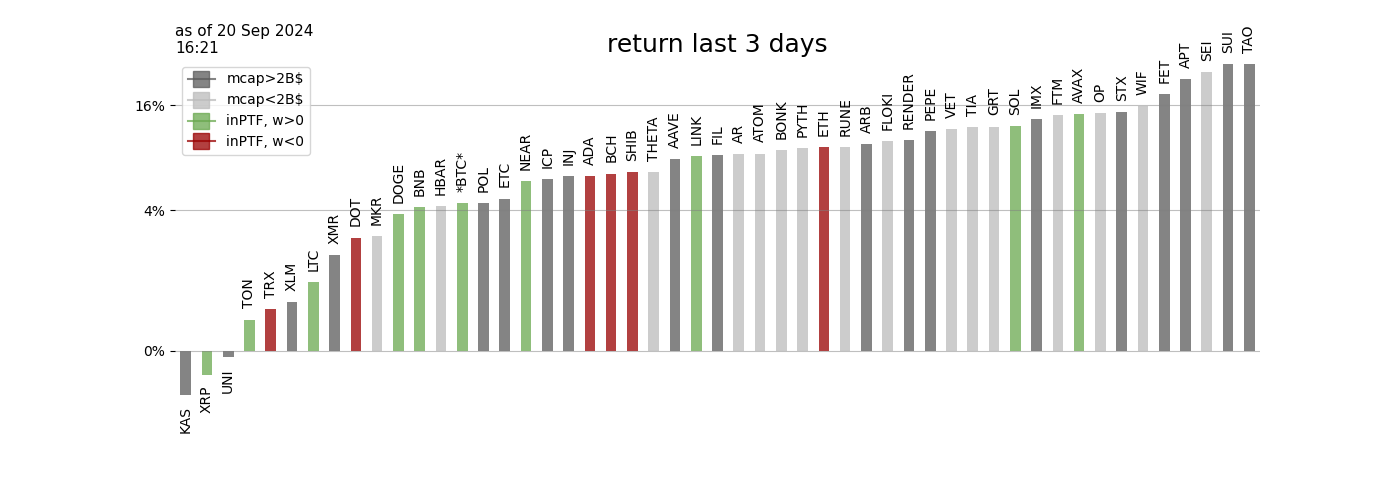 as of 20 Sep 2024
16:21
return last 3 days
mcap>2B$
mcap<2B$
inPTF, w>0
inPTF, w<0
16%
4%
0%
KAS
XRP
UNI
TON
TRX
XLM
LTC
XMR
DOT
MKR
DOGE
BNB
HBAR
*BTC*
POL
ETC
NEAR
ICP
INJ
ADA
BCH
SHIB
THETA
AAVE
LINK
FIL
AR
ATOM
BONK
PYTH
ETH
RUNE
ARB
FLOKI
RENDER
PEPE
VET
TIA
GRT
SOL
IMX
FTM
AVAX
OP
STX
WIF
FET
APT
SEI
SUI
TAO